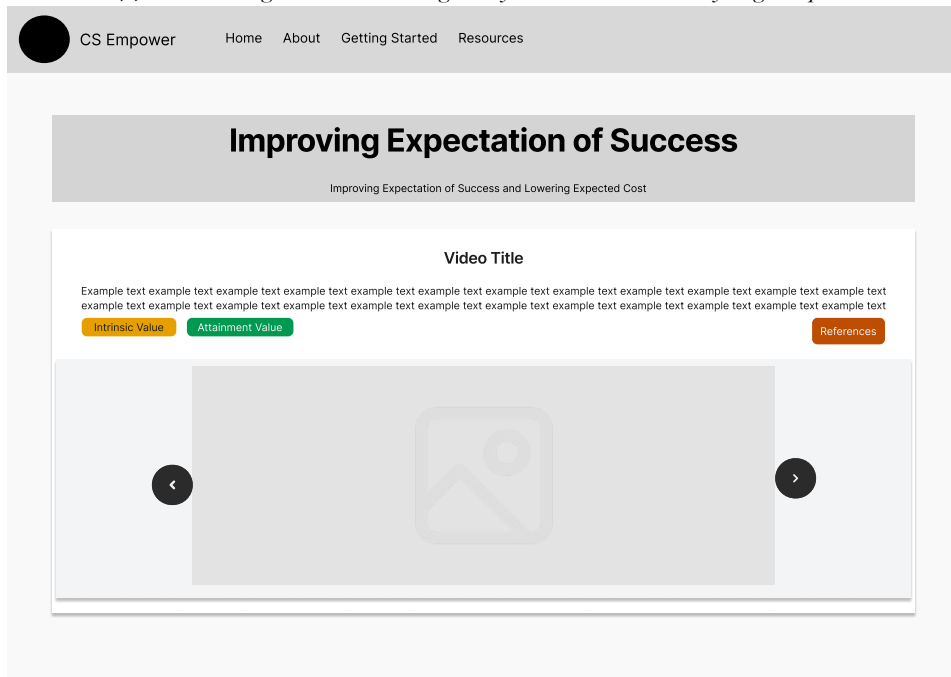 CS Empower
Home About Getting Started Resources
Improving Expectation of Success
Improving Expectation of Success and Lowering Expected Cost
Video Title
Example text example text example text example text example text example text example text example text example text example text example text example text
example text example text example text example text example text example text example text example text example text example text example text example text
Intrinsic Value Attainment Value
References